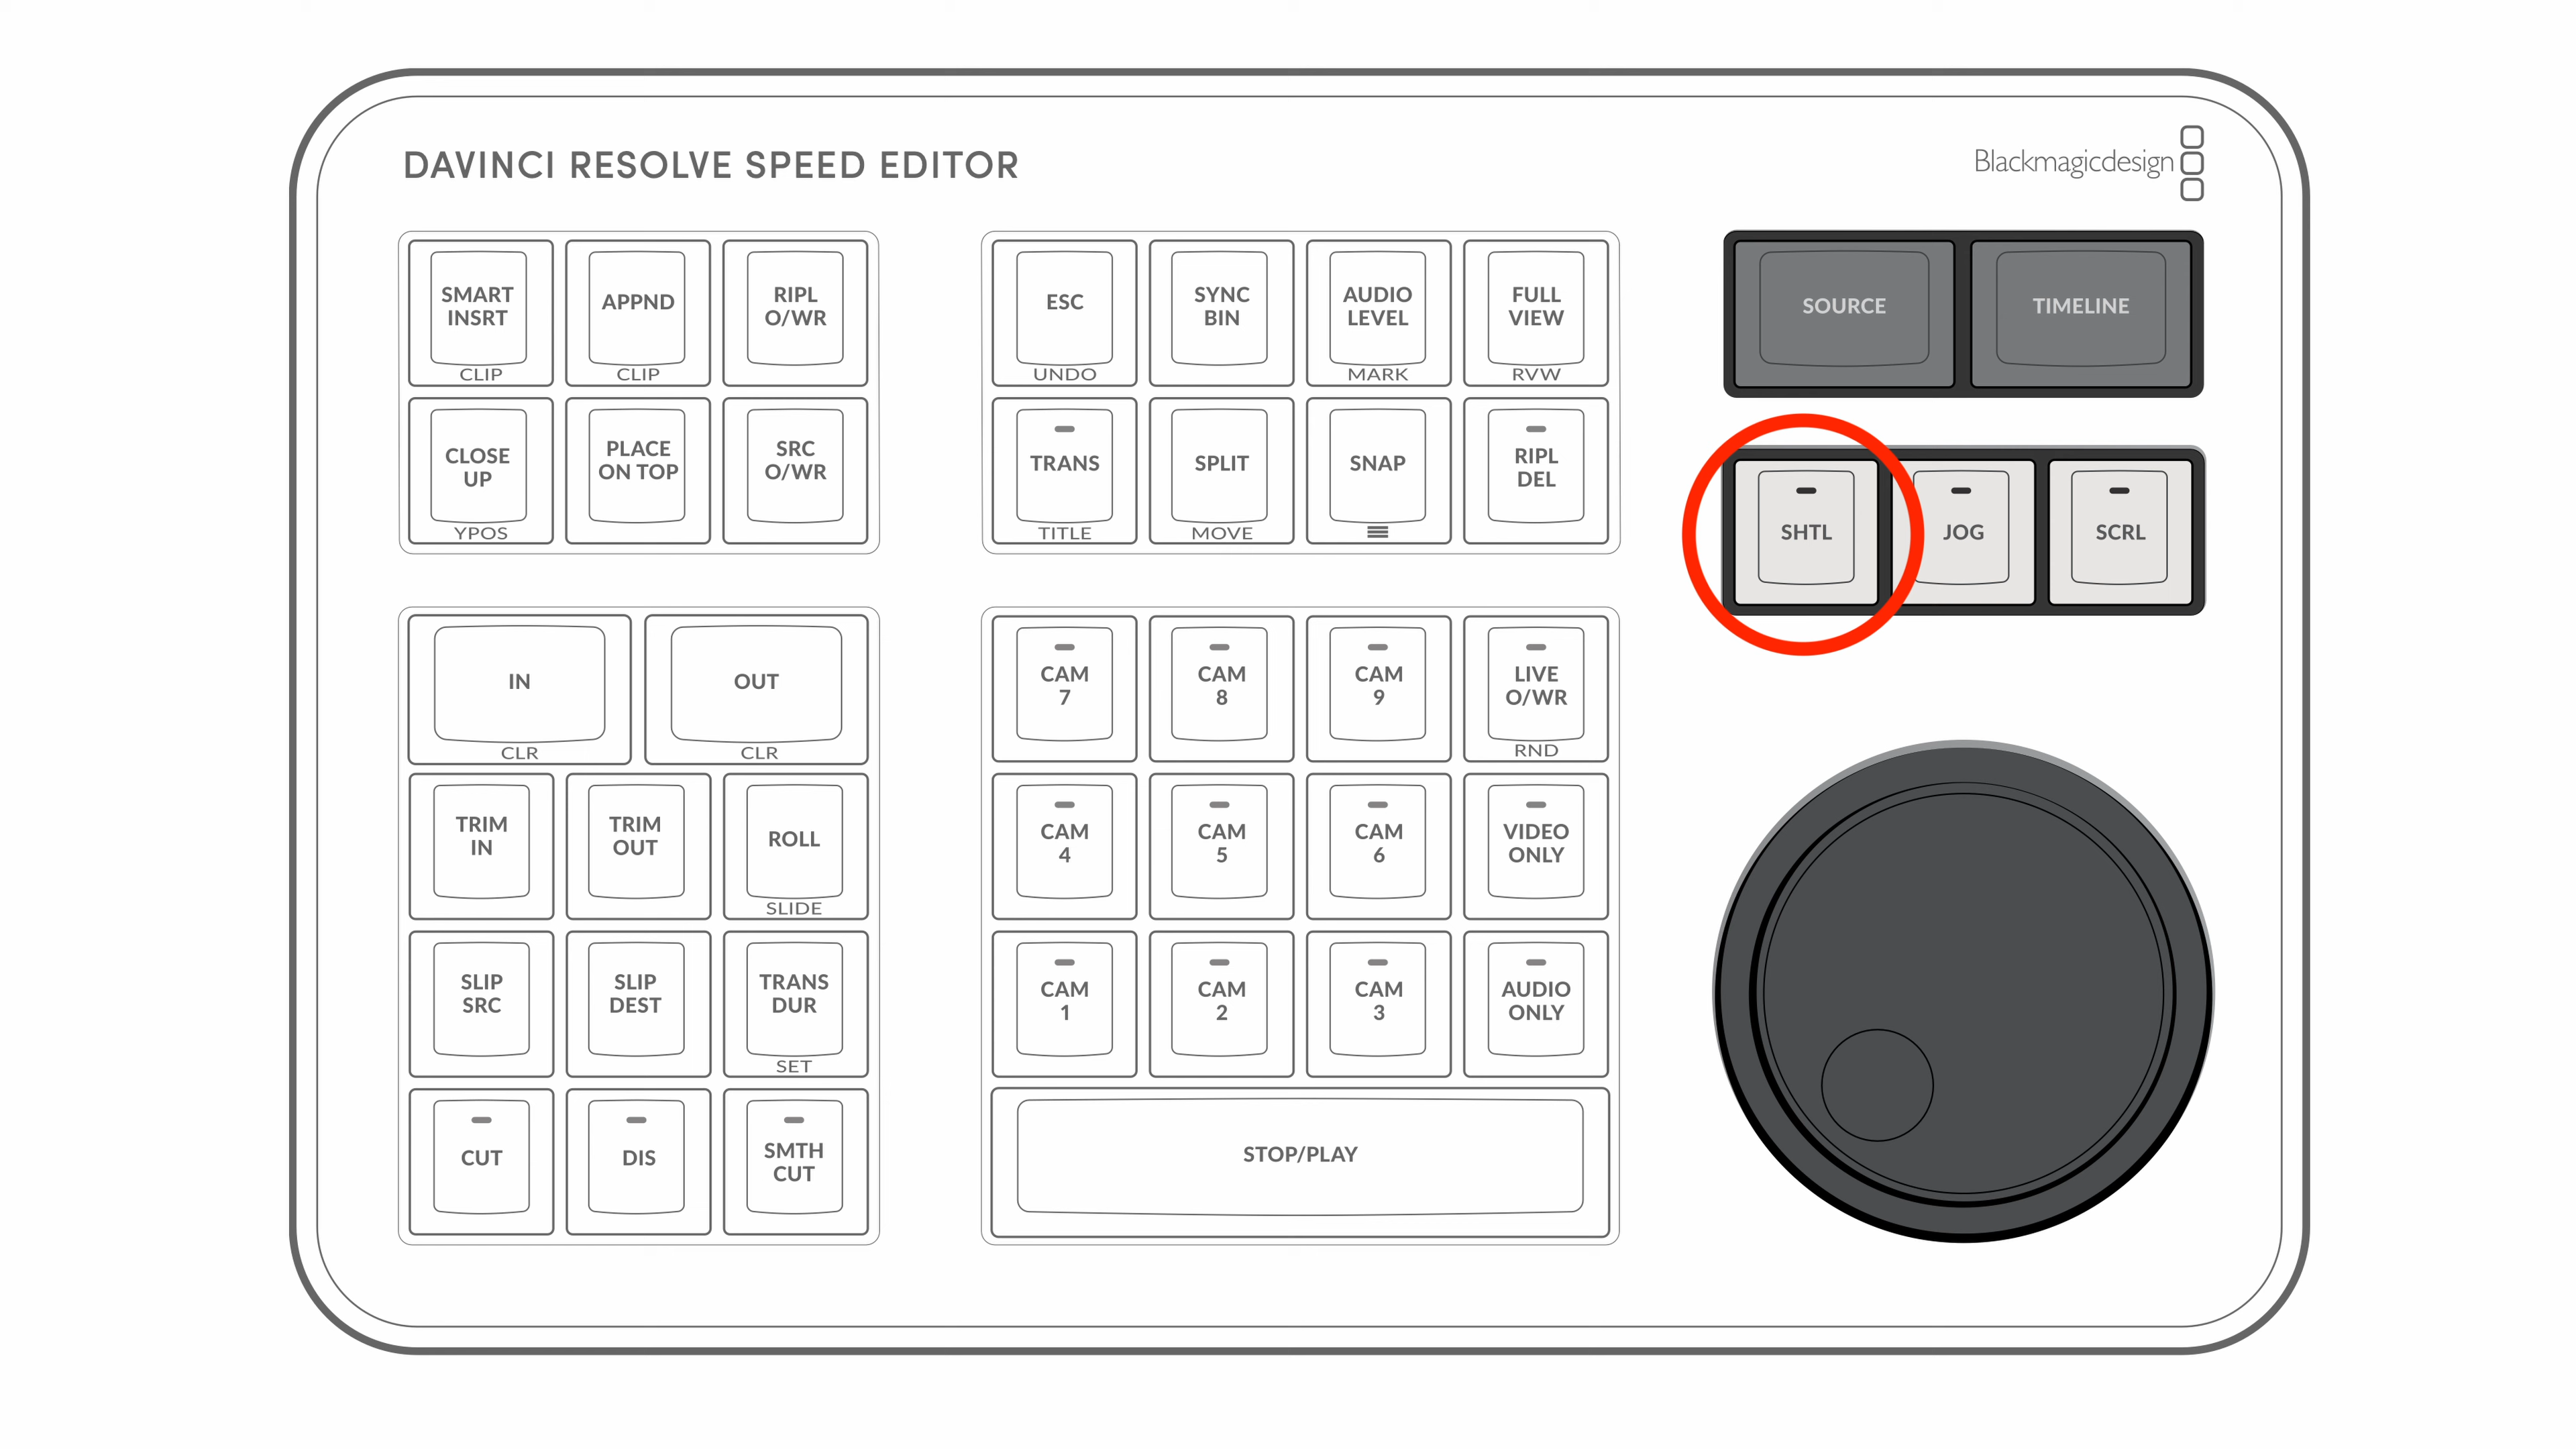 DAVINCI RESOLVE SPEED EDITOR
Blackmagicdesign
SMART
INSRT
CLIP
APPND
CLIP
RIPL
O/WR
CLOSE
UP
YPOS
PLACE
ON TOP
SRC
O/WR
ESC
UNDO
SYNC
BIN
AUDIO
LEVEL
MARK
FULL
VIEW
RVW
TRANS
TITLE
SPLIT
MOVE
SNAP
RIPL
DEL
SOURCE
TIMELINE
SHTL
JOG
SCRL
IN
CLR
OUT
CLR
TRIM
IN
TRIM
OUT
ROLL
SLIDE
SLIP
SRC
SLIP
DEST
TRANS
DUR
SET
CUT
DIS
SMTH
CUT
CAM
7
CAM
8
CAM
9
LIVE
O/WR
RND
CAM
4
CAM
5
CAM
6
VIDEO
ONLY
CAM
1
CAM
2
CAM
3
AUDIO
ONLY
STOP/PLAY